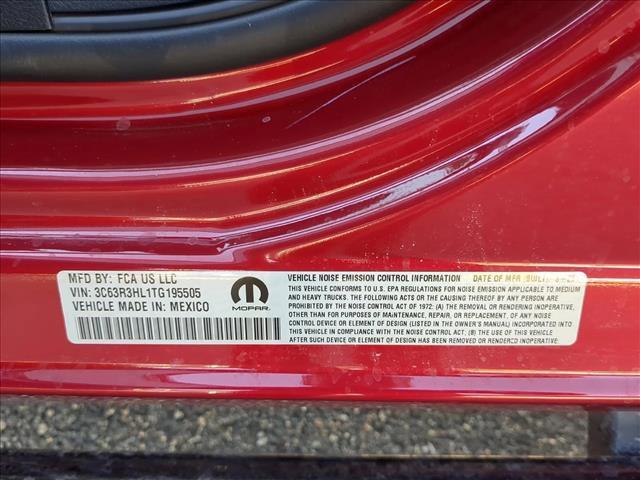 MFD BY: FCA US LLC
VIN: 3C63R3HL1TG195505
VEHICLE MADE IN: MEXICO
MOPAR.
VEHICLE NOISE EMISSION CONTROL INFORMATION DATE OF MFR
THIS VEHICLE CONFORMS TO U.S. EPA REGULATIONS FOR NOISE EMISSION APPLICABLE TO MEDIUM
AND HEAVY TRUCKS. THE FOLLOWING ACTS OR THE CAUSING THEREOF BY ANY PERSON
ARE PROHIBITED BY THE NOISE CONTROL ACT OF 1972: (A) THE REMOVAL OR RENDERING INOPERATIVE,
OTHER THAN FOR PURPOSES OF MAINTENANCE, REPAIR, OR REPLACEMENT, OF ANY NOISE
CONTROL DEVICE OR ELEMENT OF DESIGN (LISTED IN THE OWNER'S MANUAL) INCORPORATED INTO
THIS VEHICLE IN COMPLIANCE WITH THE NOISE CONTROL ACT; (B) THE USE OF THIS VEHICLE
AFTER SUCH DEVICE OR ELEMENT OF DESIGN HAS BEEN REMOVED OR RENDERED INOPERATIVE.